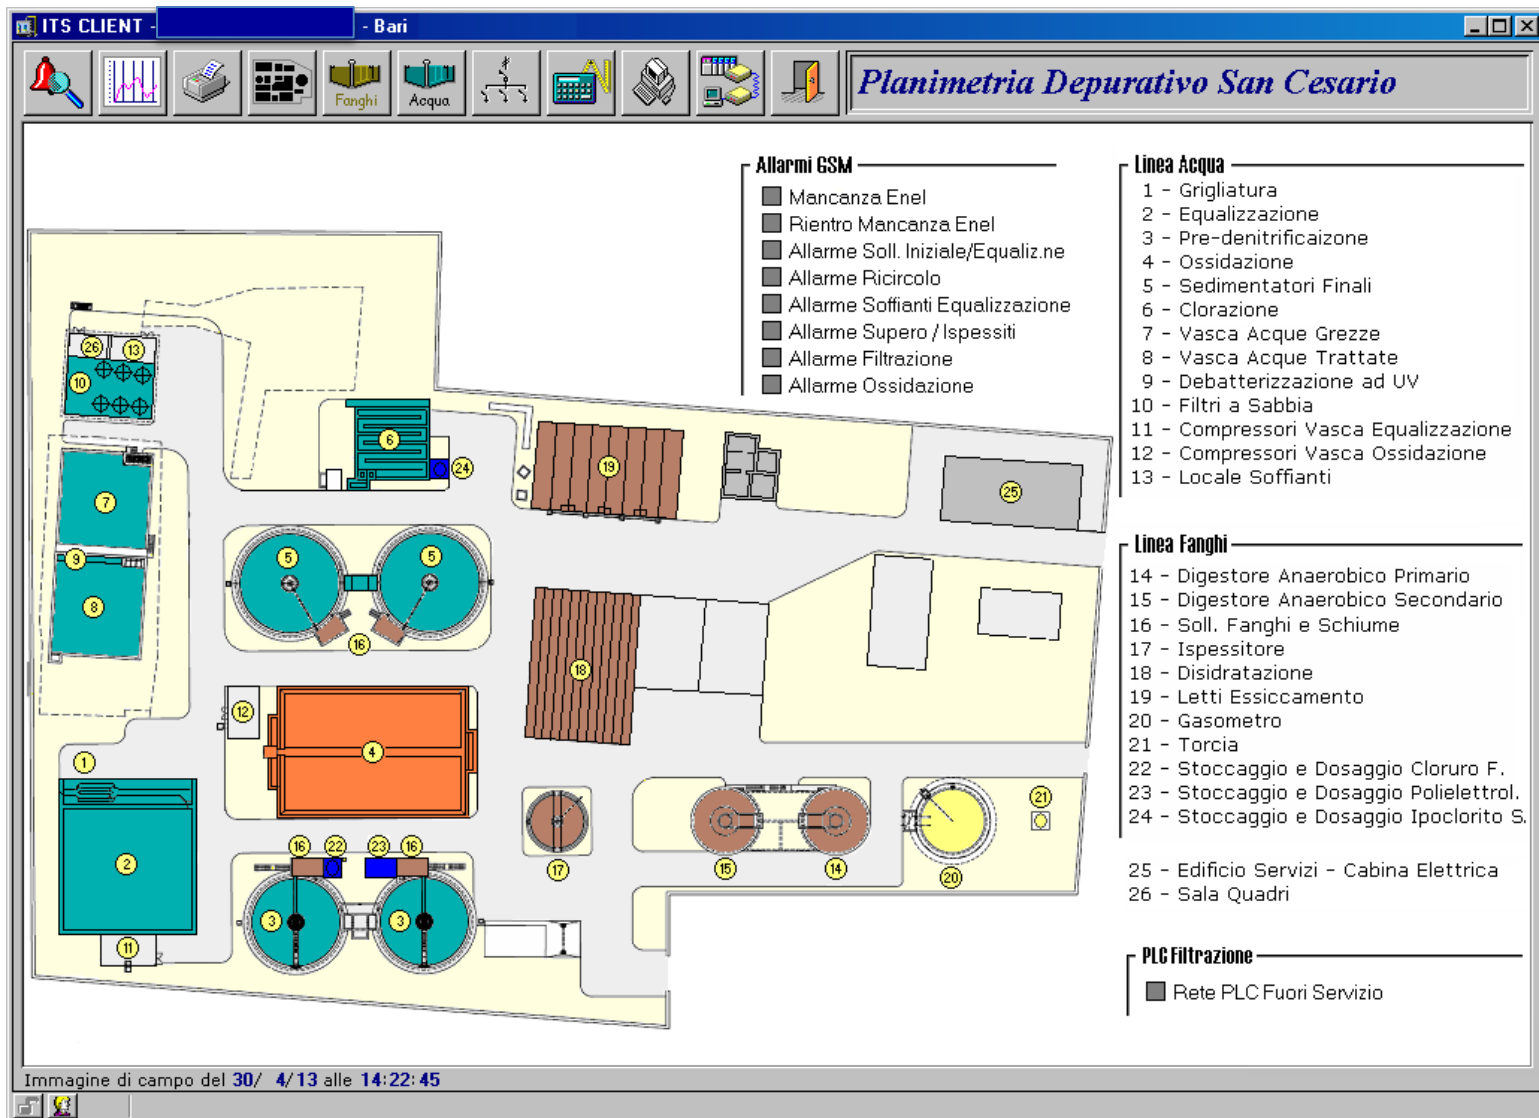 ITS CLIENT - - Bari
Fanghi
Acqua
Planimetria Depurativo San Cesario
Allarmi GSM
Mancanza Enel
Rientro Mancanza Enel
Allarme Soll. Iniziale/Equaliz.ne
Allarme Ricircolo
Allarme Soffianti Equalizzazione
Allarme Supero / Ispessiti
Allarme Filtrazione
Allarme Ossidazione
Linea Acqua
1 - Grigliatura
2 - Equalizzazione
3 - Pre-denitrificaizone
4 - Ossidazione
5 - Sedimentatori Finali
6 - Clorazione
7 - Vasca Acque Grezze
8 - Vasca Acque Trattate
9 - Debatterizzazione ad UV
10 - Filtri a Sabbia
11 - Compressori Vasca Equalizzazione
12 - Compressori Vasca Ossidazione
13 - Locale Soffianti
Linea Fanghi
14 - Digestore Anaerobico Primario
15 - Digestore Anaerobico Secondario
16 - Soll. Fanghi e Schiume
17 - Ispessitore
18 - Disidratazione
19 - Letti Essiccamento
20 - Gasometro
21 - Torcia
22 - Stoccaggio e Dosaggio Cloruro F.
23 - Stoccaggio e Dosaggio Polielettrol.
24 - Stoccaggio e Dosaggio Ipoclorito S.
25 - Edificio Servizi - Cabina Elettrica
26 - Sala Quadri
PLC Filtrazione
Rete PLC Fuori Servizio
26
13
10
6
24
19
25
7
9
8
5
5
16
18
12
4
1
2
11
16
22
23
16
3
3
17
15
14
20
21
Immagine di campo del 30/ 4/13 alle 14:22:45